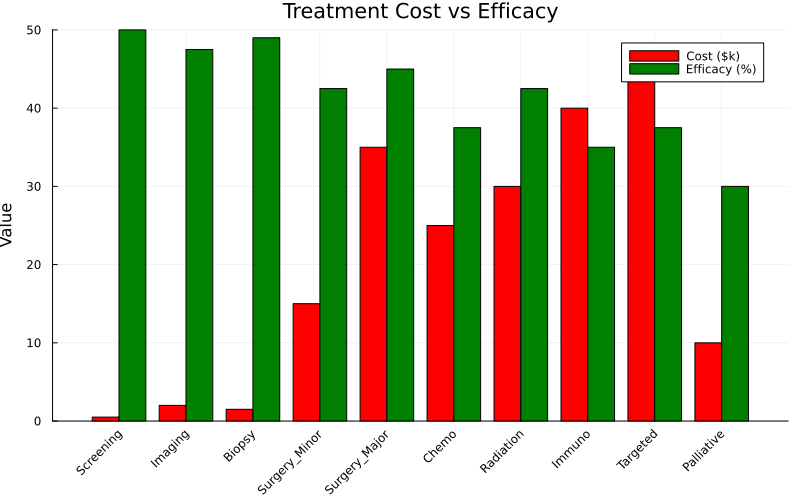 Treatment Cost vs Efficacy
Cost ($k)
Efficacy (%)
Value
50
40
30
20
10
0
Screening
Imaging
Biopsy
Surgery_Minor
Surgery_Major
Chemo
Radiation
Immuno
Targeted
Palliative